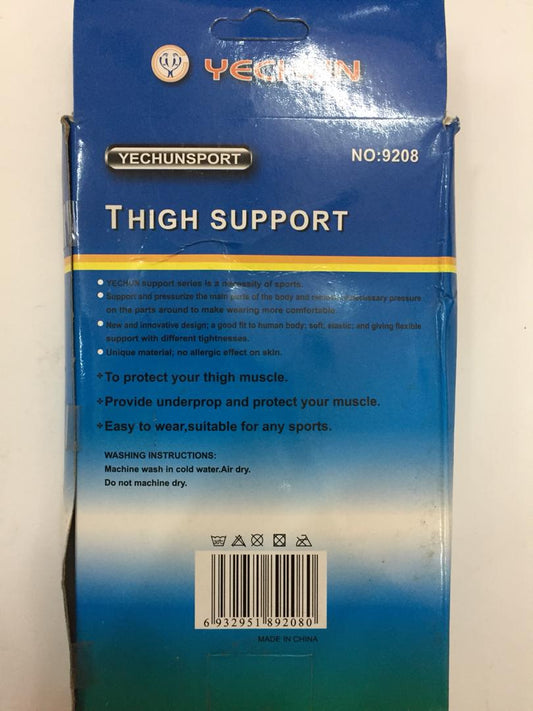 YECHUN
YECHUNSPORT
NO:9208
THIGH SUPPORT
YECHUN support series is a necessity of sports.
Support and pressurize the main parts of the body and necessary pressure
on the parts around to make wearing more comfortable
New and innovative design; a good fit to human body; soft, elastic; and giving flexible
support with different tightnesses.
Unique material; no allergic effect on skin.
To protect your thigh muscle.
Provide underprop and protect your muscle.
Easy to wear,suitable for any sports.
WASHING INSTRUCTIONS:
Machine wash in cold water.Air dry.
Do not machine dry.
6 932951 892080
MADE IN CHINA